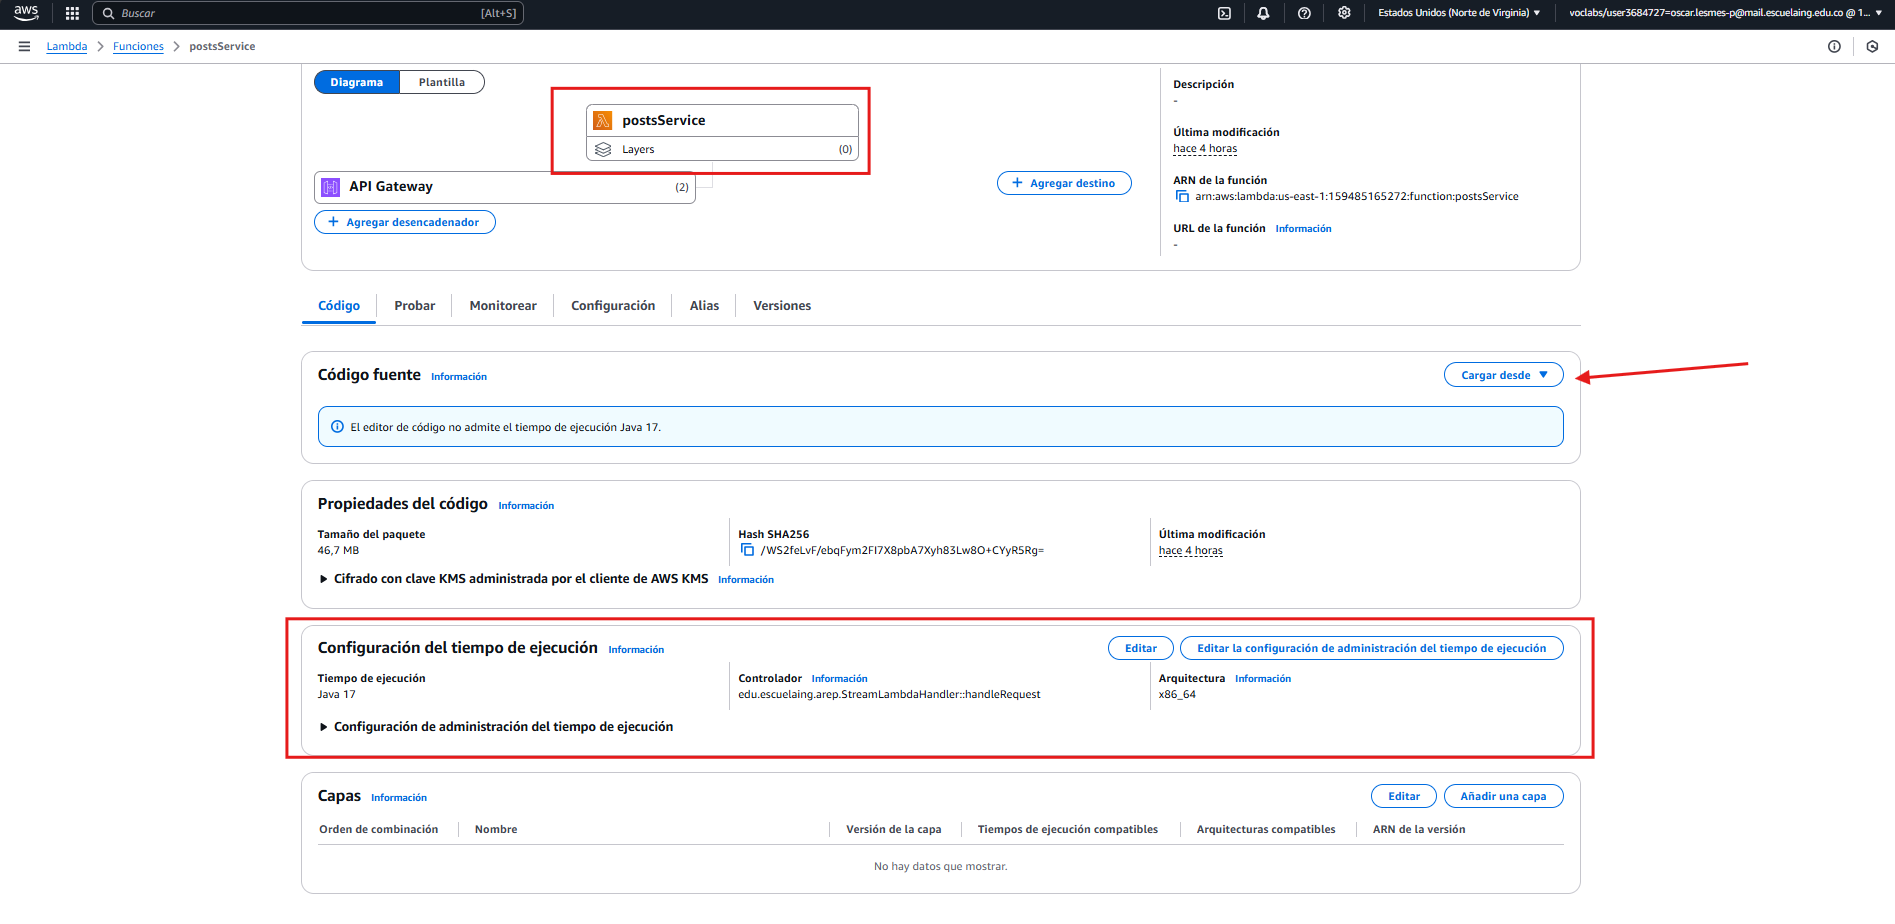 aws
Buscar [Alt+S]
Estados Unidos (Norte de Virginia) ▼
voclabs/user3684727=oscar.lesmes-p@mail.escuelaing.edu.co @ 1... ▼
Lambda > Funciones > postsService
Diagrama Plantilla
postsService
Layers (0)
API Gateway (2)
+ Agregar desencadenador
+ Agregar destino
Descripción
-
Última modificación
hace 4 horas
ARN de la función
arn:aws:lambda:us-east-1:159485165272:function:postsService
URL de la función Información
-
Código Probar Monitorear Configuración Alias Versiones
Código fuente Información
Cargar desde ▼
El editor de código no admite el tiempo de ejecución Java 17.
Propiedades del código Información
Tamaño del paquete
46,7 MB
Hash SHA256
/WS2feLvF/ebqFym2FI7X8pbA7Xyh83Lw8O+CYyR5Rg=
Última modificación
hace 4 horas
Cifrado con clave KMS administrada por el cliente de AWS KMS Información
Configuración del tiempo de ejecución Información
Editar Editar la configuración de administración del tiempo de ejecución
Tiempo de ejecución
Java 17
Controlador Información
edu.escuelaing.arep.StreamLambdaHandler::handleRequest
Arquitectura Información
x86_64
Configuración de administración del tiempo de ejecución
Capas Información
Editar Añadir una capa
Orden de combinación Nombre Versión de la capa Tiempos de ejecución compatibles Arquitecturas compatibles ARN de la versión
No hay datos que mostrar.